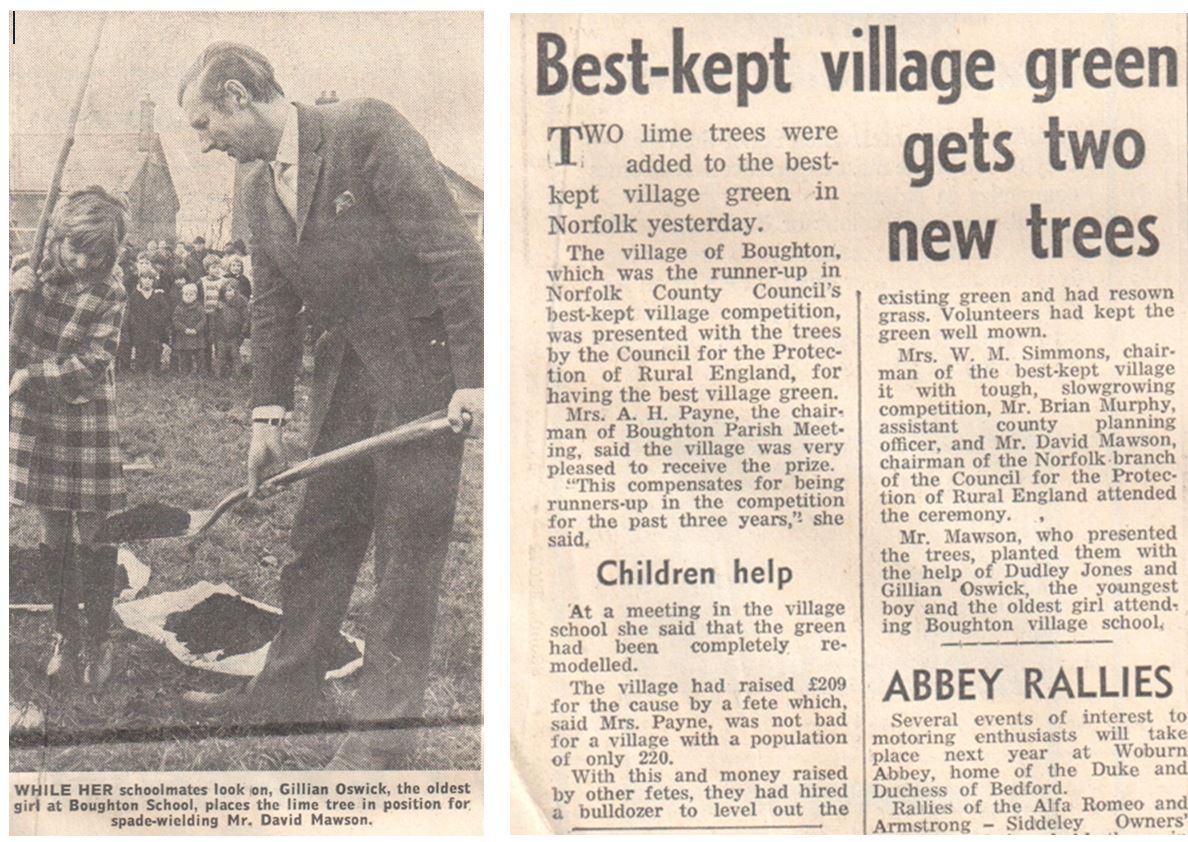 WHILE HER schoolmates look on, Gillian Oswick, the oldest
girl at Boughton School, places the lime tree in position for
spade-wielding Mr. David Mawson.
Best-kept village green
gets two
new trees
TWO lime trees were
added to the best-
kept village green in
Norfolk yesterday.
The village of Boughton,
which was the runner-up in
Norfolk County Council's
best-kept village competition,
was presented with the trees
by the Council for the Protec-
tion of Rural England, for
having the best village green.
Mrs. A. H. Payne, the chair-
man of Boughton Parish Meet-
ing, said the village was very
pleased to receive the prize.
"This compensates for being
runners-up in the competition
for the past three years," she
said.
Children help
At a meeting in the village
school she said that the green
had been completely re-
modelled.
The village had raised £209
for the cause by a fete which,
said Mrs. Payne, was not bad
for a village with a population
of only 220.
With this and money raised
by other fetes, they had hired
a bulldozer to level out the
existing green and had resown
grass. Volunteers had kept the
green well mown.
Mrs. W. M. Simmons, chair-
man of the best-kept village
it with tough, slowgrowing
competition, Mr. Brian Murphy,
assistant county planning
officer, and Mr. David Mawson,
chairman of the Norfolk branch
of the Council for the Protec-
tion of Rural England attended
the ceremony.
Mr. Mawson, who presented
the trees, planted them with
the help of Dudley Jones and
Gillian Oswick, the youngest
boy and the oldest girl attend-
ing Boughton village school.
ABBEY RALLIES
Several events of interest to
motoring enthusiasts will take
place next year at Woburn
Abbey, home of the Duke and
Duchess of Bedford.
Rallies of the Alfa Romeo and
Armstrong - Siddeley Owners'